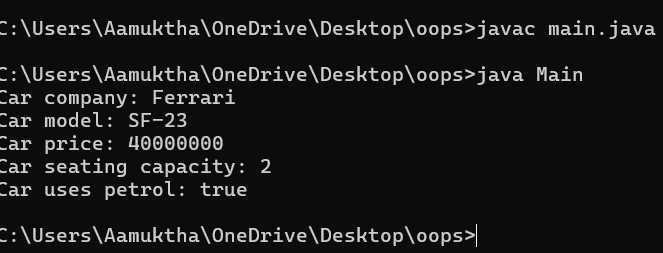 C:\Users\Aamuktha\OneDrive\Desktop\oops>javac main.java
C:\Users\Aamuktha\OneDrive\Desktop\oops>java Main
Car company: Ferrari
Car model: SF-23
Car price: 40000000
Car seating capacity: 2
Car uses petrol: true
C:\Users\Aamuktha\OneDrive\Desktop\oops>